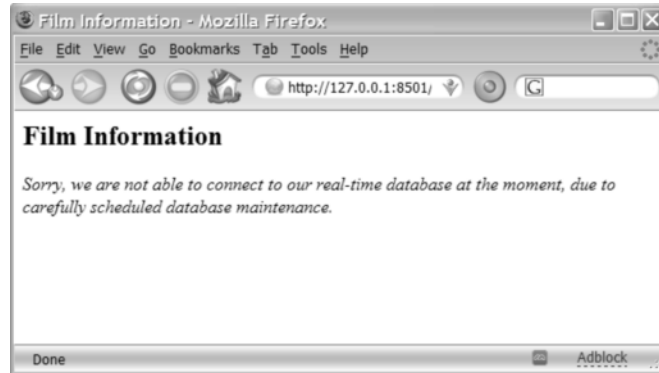 Film Information - Mozilla Firefox
File Edit View Go Bookmarks Tab Tools Help
http://127.0.0.1:8501/ G
Film Information
Sorry, we are not able to connect to our real-time database at the moment, due to
carefully scheduled database maintenance.
Done Adblock